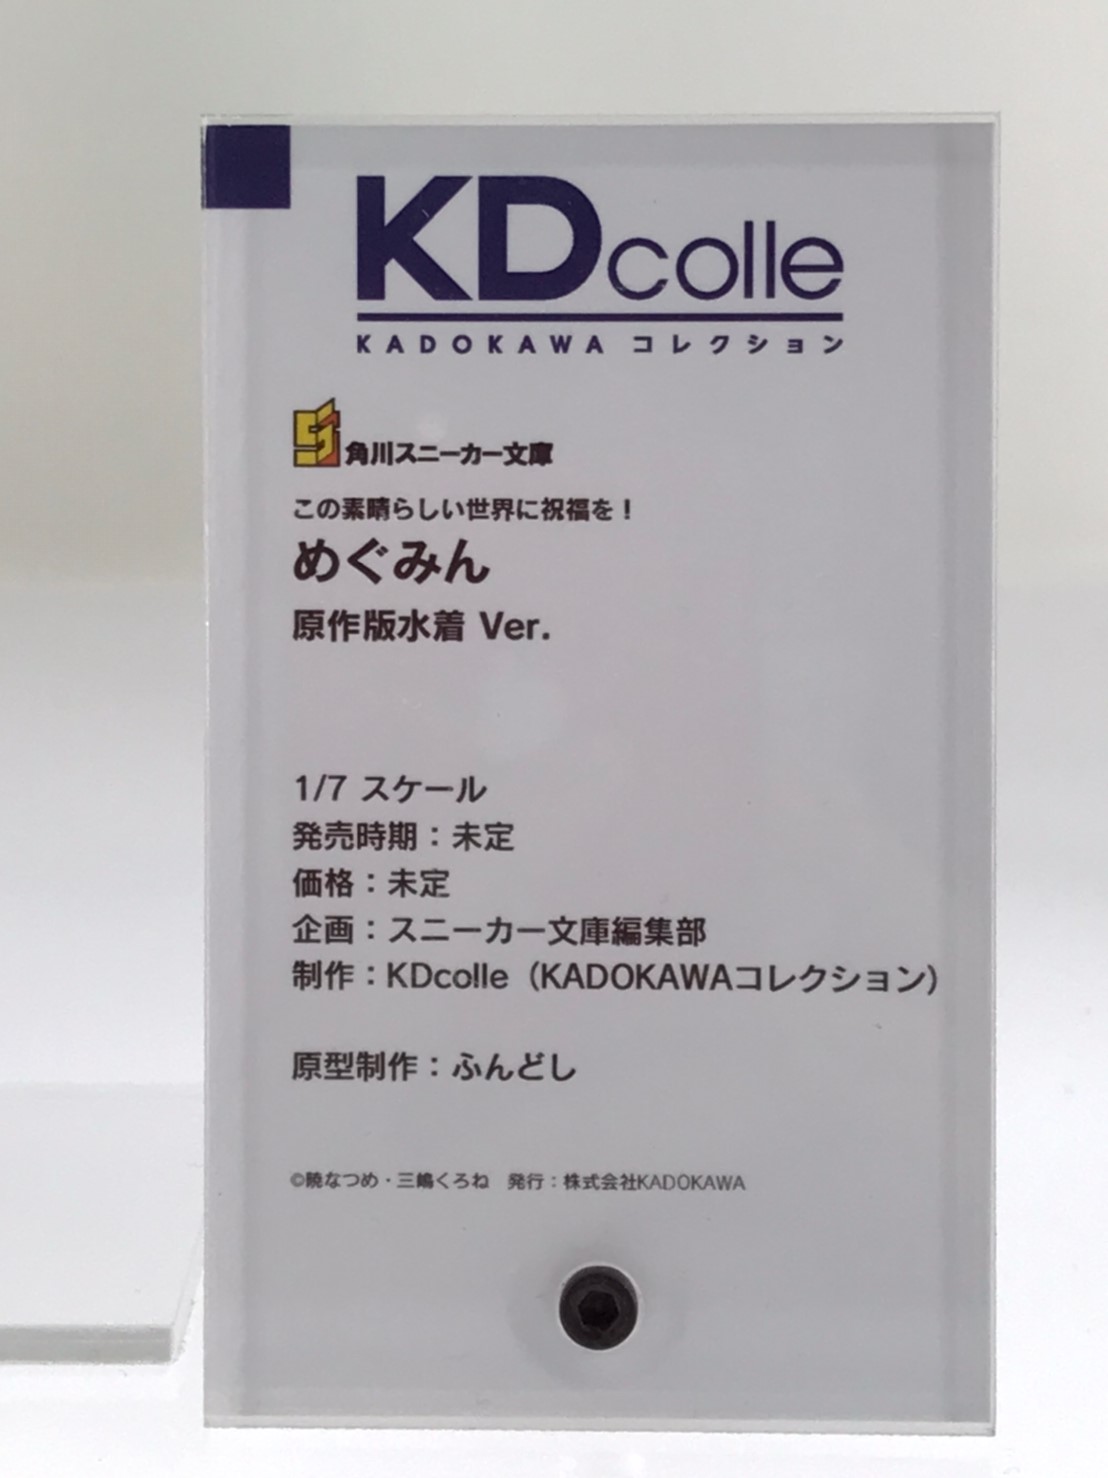 KDcolle
KADOKAWA コレクション
角川スニーカー文庫
この素晴らしい世界に祝福を！
めぐみん
原作版水着 Ver.
1/7 スケール
発売時期：未定
価格：未定
企画：スニーカー文庫編集部
制作：KDcolle（KADOKAWAコレクション）
原型制作：ふんどし
©暁なつめ・三嶋くろね　発行：株式会社KADOKAWA